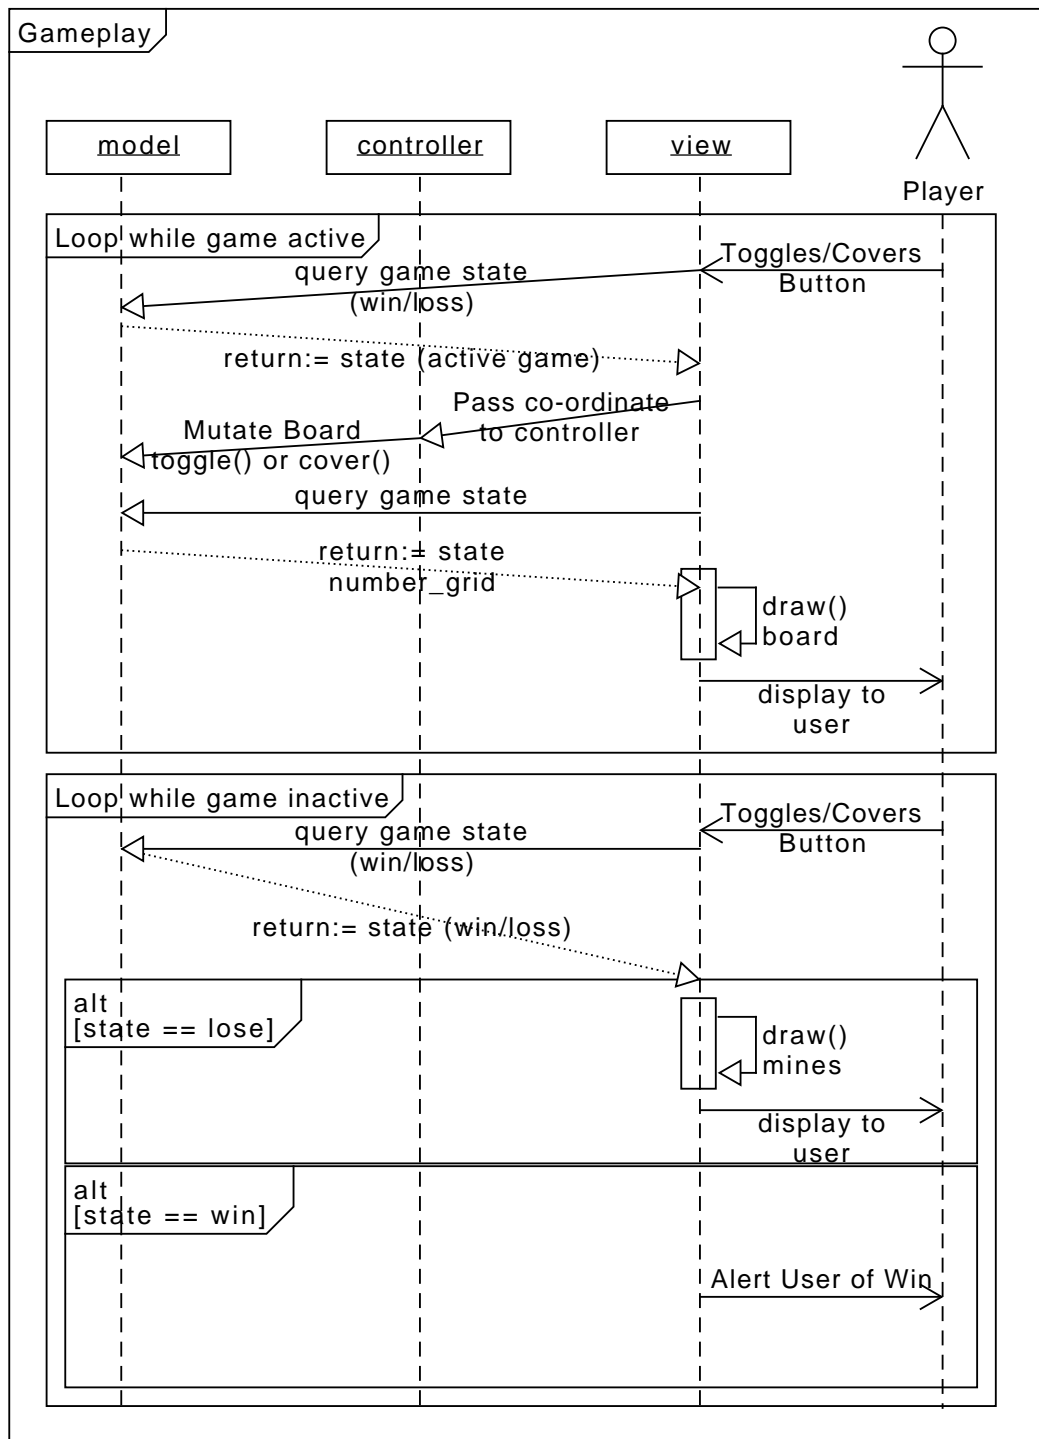 Gameplay
model
controller
view
Player
Loop while game active
Toggles/Covers
Button
query game state
(win/loss)
return:= state (active game)
Pass co-ordinate
to controller
Mutate Board
toggle() or cover()
query game state
return:= state
number_grid
draw()
board
display to
user
Loop while game inactive
Toggles/Covers
Button
query game state
(win/loss)
return:= state (win/loss)
alt
[state == lose]
draw()
mines
display to
user
alt
[state == win]
Alert User of Win